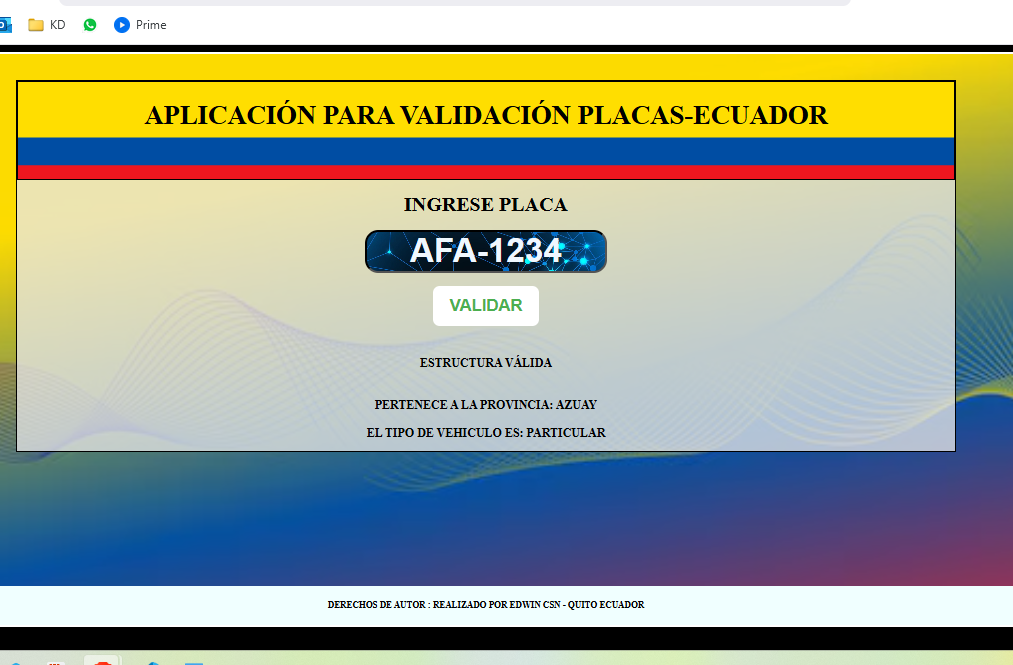 KD
Prime
APLICACIÓN PARA VALIDACIÓN PLACAS-ECUADOR
INGRESE PLACA
AFA-1234
VALIDAR
ESTRUCTURA VÁLIDA
PERTENECE A LA PROVINCIA: AZUAY
EL TIPO DE VEHICULO ES: PARTICULAR
DERECHOS DE AUTOR : REALIZADO POR EDWIN CSN - QUITO ECUADOR